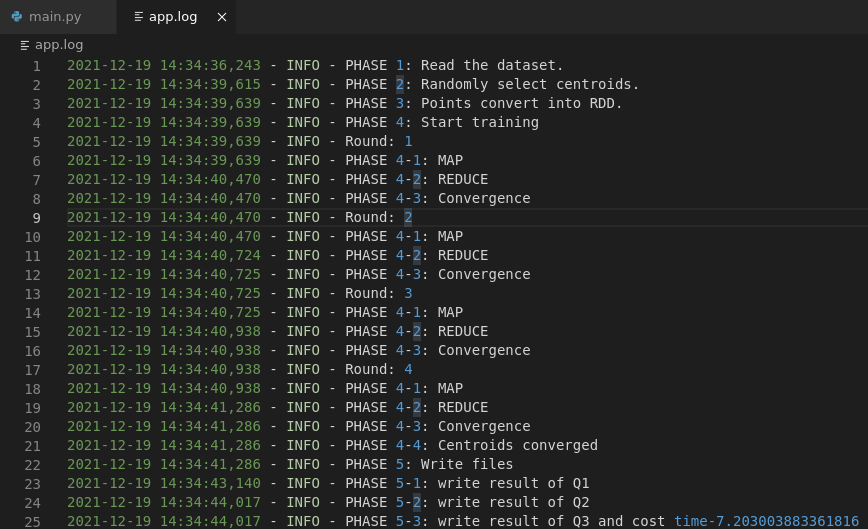 main.py app.log
app.log
1 2021-12-19 14:34:36,243 - INFO - PHASE 1: Read the dataset.
2 2021-12-19 14:34:39,615 - INFO - PHASE 2: Randomly select centroids.
3 2021-12-19 14:34:39,639 - INFO - PHASE 3: Points convert into RDD.
4 2021-12-19 14:34:39,639 - INFO - PHASE 4: Start training
5 2021-12-19 14:34:39,639 - INFO - Round: 1
6 2021-12-19 14:34:39,639 - INFO - PHASE 4-1: MAP
7 2021-12-19 14:34:40,470 - INFO - PHASE 4-2: REDUCE
8 2021-12-19 14:34:40,470 - INFO - PHASE 4-3: Convergence
9 2021-12-19 14:34:40,470 - INFO - Round: 2
10 2021-12-19 14:34:40,470 - INFO - PHASE 4-1: MAP
11 2021-12-19 14:34:40,724 - INFO - PHASE 4-2: REDUCE
12 2021-12-19 14:34:40,725 - INFO - PHASE 4-3: Convergence
13 2021-12-19 14:34:40,725 - INFO - Round: 3
14 2021-12-19 14:34:40,725 - INFO - PHASE 4-1: MAP
15 2021-12-19 14:34:40,938 - INFO - PHASE 4-2: REDUCE
16 2021-12-19 14:34:40,938 - INFO - PHASE 4-3: Convergence
17 2021-12-19 14:34:40,938 - INFO - Round: 4
18 2021-12-19 14:34:40,938 - INFO - PHASE 4-1: MAP
19 2021-12-19 14:34:41,286 - INFO - PHASE 4-2: REDUCE
20 2021-12-19 14:34:41,286 - INFO - PHASE 4-3: Convergence
21 2021-12-19 14:34:41,286 - INFO - PHASE 4-4: Centroids converged
22 2021-12-19 14:34:41,286 - INFO - PHASE 5: Write files
23 2021-12-19 14:34:43,140 - INFO - PHASE 5-1: write result of Q1
24 2021-12-19 14:34:44,017 - INFO - PHASE 5-2: write result of Q2
25 2021-12-19 14:34:44,017 - INFO - PHASE 5-3: write result of Q3 and cost time-7.203003883361816